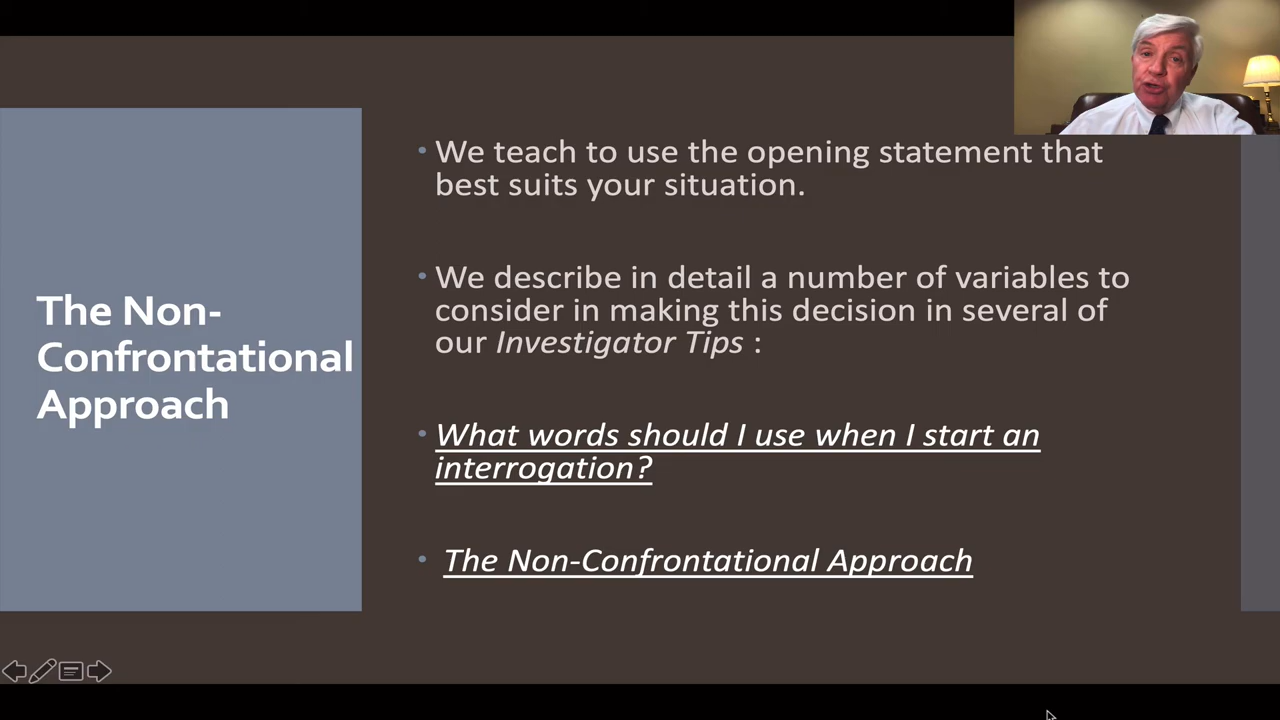 The Non-
Confrontational
Approach
• We teach to use the opening statement that
best suits your situation.
• We describe in detail a number of variables to
consider in making this decision in several of
our Investigator Tips :
• What words should I use when I start an
interrogation?
• The Non-Confrontational Approach